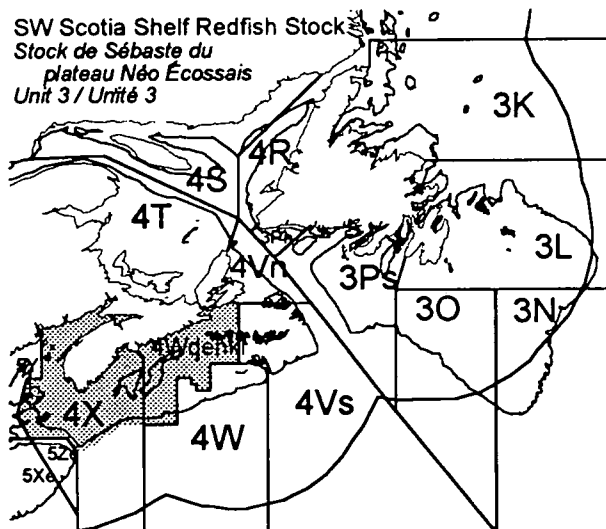 SW Scotia Shelf Redfish Stock
Stock de Sébaste du
plateau Néo Écossais
Unit 3 / Unité 3
3K
4R
4S
4T
3L
4Vn
3Ps
3O
3N
4Wdehkl
4X
4Vs
4W
5Xe